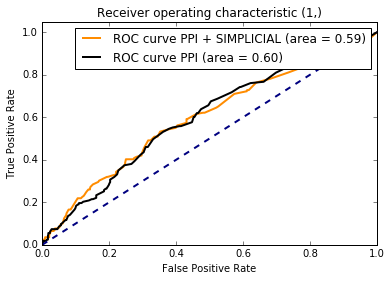 Receiver operating characteristic (1,)
ROC curve PPI + SIMPLICIAL (area = 0.59)
ROC curve PPI (area = 0.60)
True Positive Rate
1.0
0.8
0.6
0.4
0.2
0.0
0.0 0.2 0.4 0.6 0.8 1.0
False Positive Rate